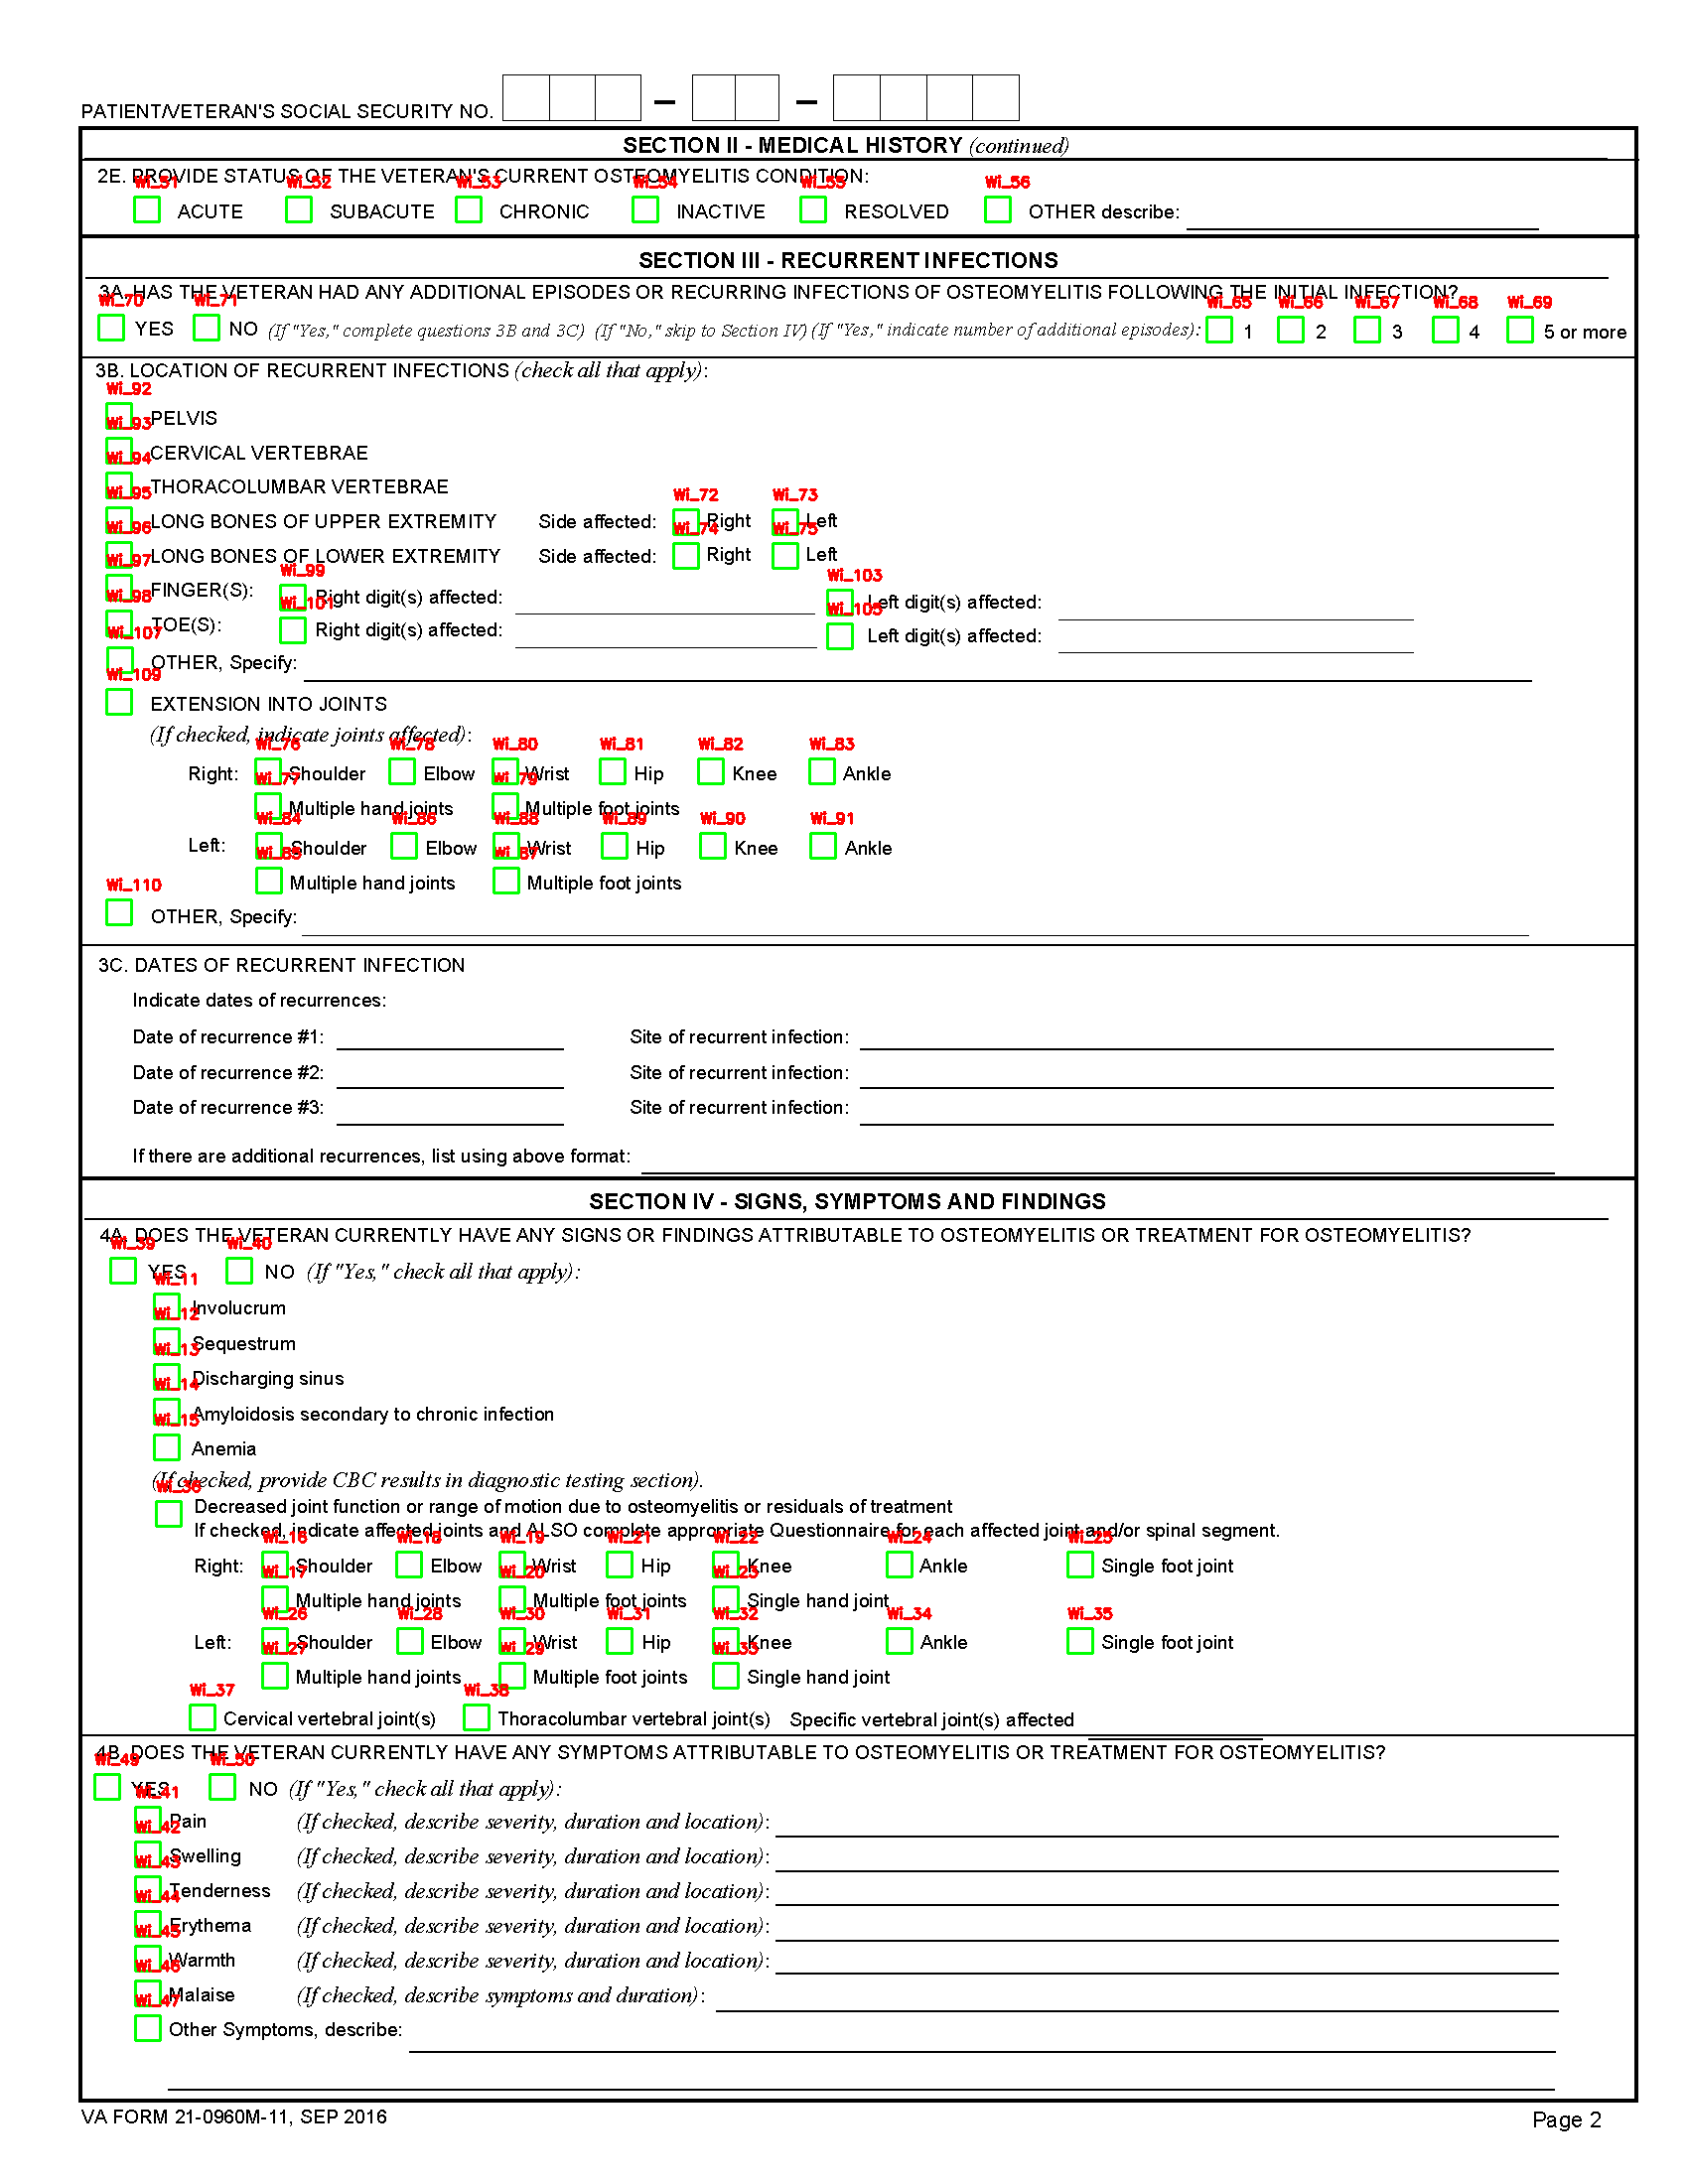 PATIENT/VETERAN'S SOCIAL SECURITY NO.
SECTION II - MEDICAL HISTORY (continued)
2E. PROVIDE STATUS OF THE VETERAN'S CURRENT OSTEOMYELITIS CONDITION:
Wi_51 Wi_52 Wi_53 Wi_54 Wi_55 Wi_56
ACUTE SUBACUTE CHRONIC INACTIVE RESOLVED OTHER describe:
SECTION III - RECURRENT INFECTIONS
3A. HAS THE VETERAN HAD ANY ADDITIONAL EPISODES OR RECURRING INFECTIONS OF OSTEOMYELITIS FOLLOWING THE INITIAL INFECTION?
Wi_70 Wi_71 Wi_65 Wi_66 Wi_67 Wi_68 Wi_69
YES NO (If "Yes," complete questions 3B and 3C) (If "No," skip to Section IV) (If "Yes," indicate number of additional episodes): 1 2 3 4 5 or more
3B. LOCATION OF RECURRENT INFECTIONS (check all that apply):
Wi_92
PELVIS
Wi_93
CERVICAL VERTEBRAE
Wi_94
THORACOLUMBAR VERTEBRAE
Wi_95 Wi_72 Wi_73
LONG BONES OF UPPER EXTREMITY Side affected: Right Left
Wi_96 Wi_74 Wi_75
LONG BONES OF LOWER EXTREMITY Side affected: Right Left
Wi_97 Wi_99 Wi_103
FINGER(S): Right digit(s) affected: Left digit(s) affected:
Wi_98 Wi_101 Wi_105
TOE(S): Right digit(s) affected: Left digit(s) affected:
Wi_107
OTHER, Specify:
Wi_109
EXTENSION INTO JOINTS
(If checked, indicate joints affected):
Wi_76 Wi_78 Wi_80 Wi_81 Wi_82 Wi_83
Right: Shoulder Elbow Wrist Hip Knee Ankle
Wi_77 Wi_79
Multiple hand joints Multiple foot joints
Wi_84 Wi_86 Wi_88 Wi_89 Wi_90 Wi_91
Left: Shoulder Elbow Wrist Hip Knee Ankle
Wi_85 Wi_87
Multiple hand joints Multiple foot joints
Wi_110
OTHER, Specify:
3C. DATES OF RECURRENT INFECTION
Indicate dates of recurrences:
Date of recurrence #1: Site of recurrent infection:
Date of recurrence #2: Site of recurrent infection:
Date of recurrence #3: Site of recurrent infection:
If there are additional recurrences, list using above format:
SECTION IV - SIGNS, SYMPTOMS AND FINDINGS
4A. DOES THE VETERAN CURRENTLY HAVE ANY SIGNS OR FINDINGS ATTRIBUTABLE TO OSTEOMYELITIS OR TREATMENT FOR OSTEOMYELITIS?
Wi_39 Wi_40
YES NO (If "Yes," check all that apply):
Wi_11
Involucrum
Wi_12
Sequestrum
Wi_13
Discharging sinus
Wi_14
Amyloidosis secondary to chronic infection
Wi_15
Anemia
(If checked, provide CBC results in diagnostic testing section).
Wi_36
Decreased joint function or range of motion due to osteomyelitis or residuals of treatment
If checked, indicate affected joints and ALSO complete appropriate Questionnaire for each affected joint and/or spinal segment.
Wi_16 Wi_18 Wi_19 Wi_21 Wi_22 Wi_24 Wi_25
Right: Shoulder Elbow Wrist Hip Knee Ankle Single foot joint
Wi_17 Wi_20 Wi_23
Multiple hand joints Multiple foot joints Single hand joint
Wi_26 Wi_28 Wi_30 Wi_31 Wi_32 Wi_34 Wi_35
Left: Shoulder Elbow Wrist Hip Knee Ankle Single foot joint
Wi_27 Wi_29 Wi_33
Multiple hand joints Multiple foot joints Single hand joint
Wi_37 Wi_38
Cervical vertebral joint(s) Thoracolumbar vertebral joint(s) Specific vertebral joint(s) affected
4B. DOES THE VETERAN CURRENTLY HAVE ANY SYMPTOMS ATTRIBUTABLE TO OSTEOMYELITIS OR TREATMENT FOR OSTEOMYELITIS?
Wi_49 Wi_50
YES NO (If "Yes," check all that apply):
Wi_41
Pain (If checked, describe severity, duration and location):
Wi_42
Swelling (If checked, describe severity, duration and location):
Wi_43
Tenderness (If checked, describe severity, duration and location):
Wi_44
Erythema (If checked, describe severity, duration and location):
Wi_45
Warmth (If checked, describe severity, duration and location):
Wi_46
Malaise (If checked, describe symptoms and duration):
Wi_47
Other Symptoms, describe:
VA FORM 21-0960M-11, SEP 2016 Page 2